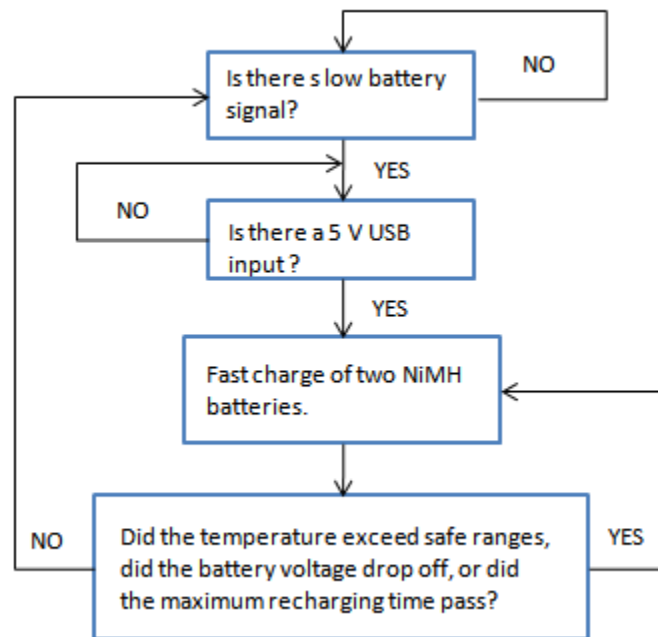 Is there s low battery
signal?
NO
YES
NO
Is there a 5 V USB
input ?
YES
Fast charge of two NiMH
batteries.
NO
Did the temperature exceed safe ranges,
did the battery voltage drop off, or did
the maximum recharging time pass?
YES